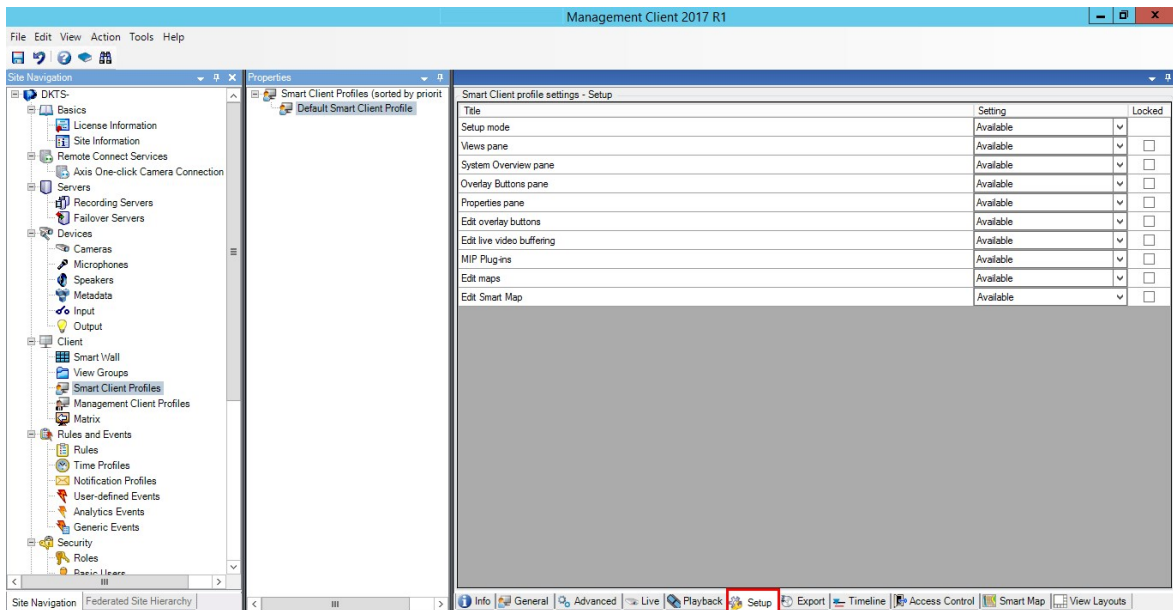 Management Client 2017 R1
File Edit View Action Tools Help
Site Navigation
DKTS-
Basics
License Information
Site Information
Remote Connect Services
Axis One-click Camera Connection
Servers
Recording Servers
Failover Servers
Devices
Cameras
Microphones
Speakers
Metadata
Input
Output
Client
Smart Wall
View Groups
Smart Client Profiles
Management Client Profiles
Matrix
Rules and Events
Rules
Time Profiles
Notification Profiles
User-defined Events
Analytics Events
Generic Events
Security
Roles
Basic Users
Site Navigation Federated Site Hierarchy
Properties
Smart Client Profiles (sorted by priorit
Default Smart Client Profile
Smart Client profile settings - Setup
Title Setting Locked
Setup mode Available
Views pane Available
System Overview pane Available
Overlay Buttons pane Available
Properties pane Available
Edit overlay buttons Available
Edit live video buffering Available
MIP Plug-ins Available
Edit maps Available
Edit Smart Map Available
Info General Advanced Live Playback Setup Export Timeline Access Control Smart Map View Layouts